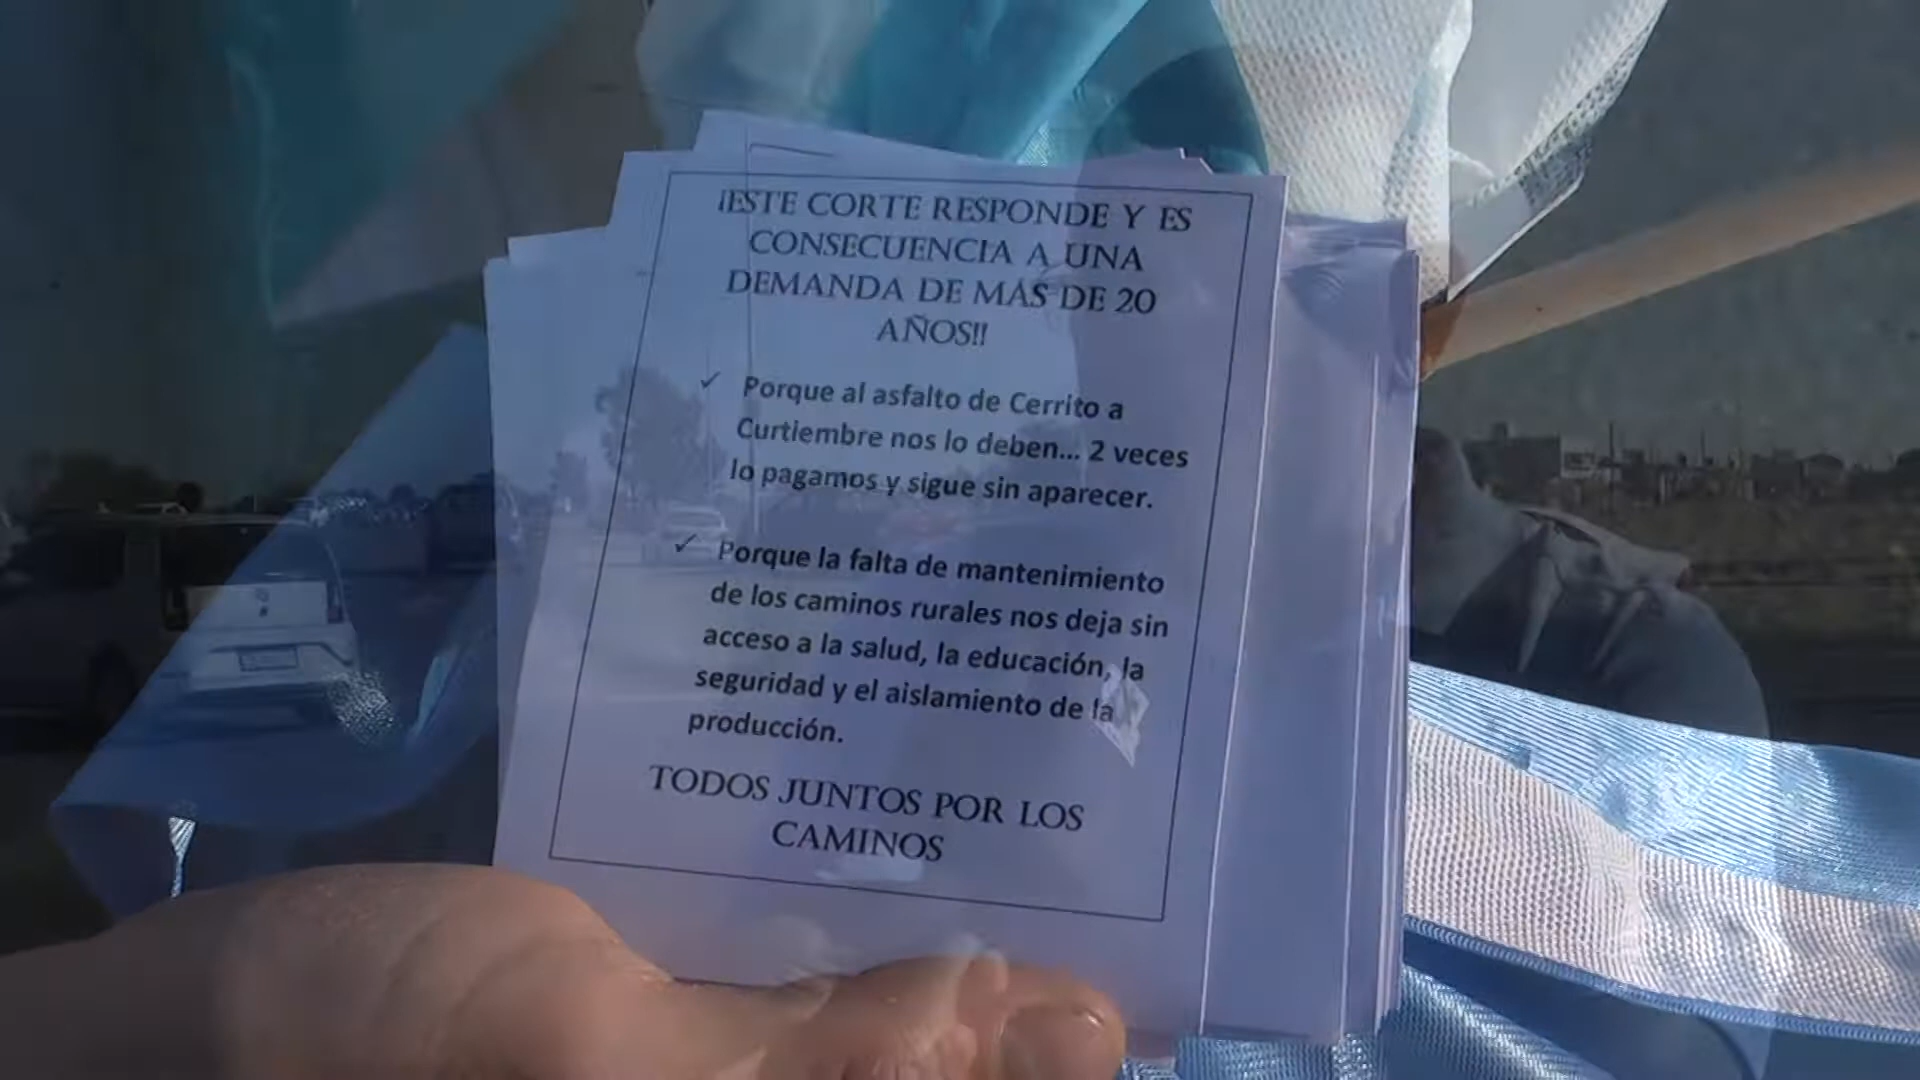 ¡ESTE CORTE RESPONDE Y ES
CONSECUENCIA A UNA
DEMANDA DE MÁS DE 20
AÑOS!!
✓ Porque al asfalto de Cerrito a
Curtiembre nos lo deben... 2 veces
lo pagamos y sigue sin aparecer.
✓ Porque la falta de mantenimiento
de los caminos rurales nos deja sin
acceso a la salud, la educación, la
seguridad y el aislamiento de la
producción.
TODOS JUNTOS POR LOS
CAMINOS